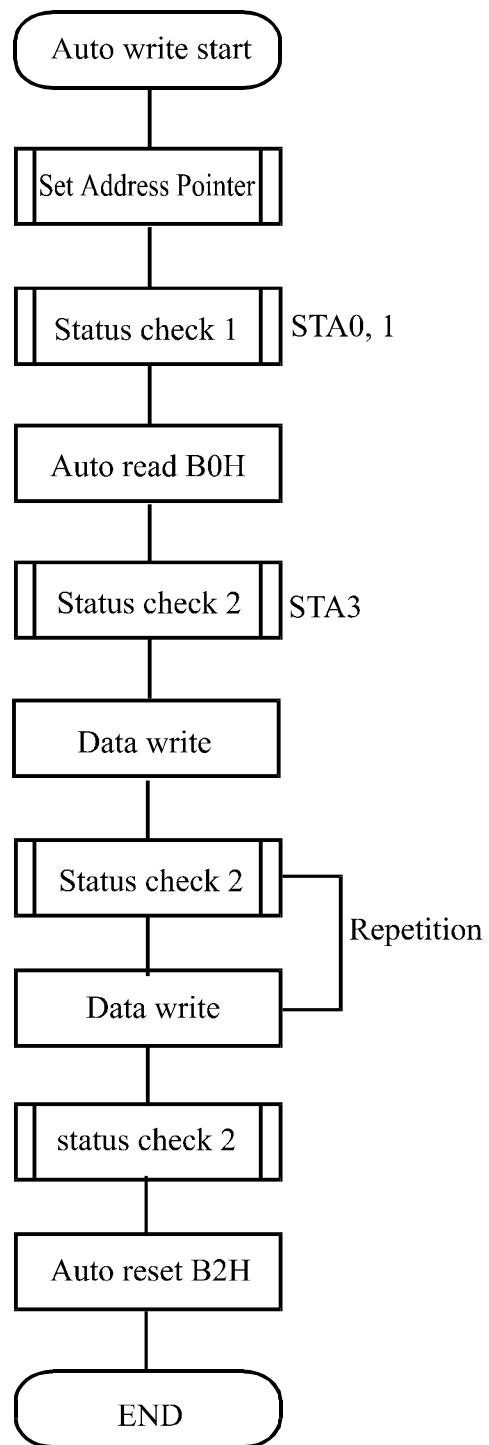 Auto write start
Set Address Pointer
Status check 1
STA0, 1
Auto read B0H
Status check 2
STA3
Data write
Status check 2
Repetition
Data write
status check 2
Auto reset B2H
END